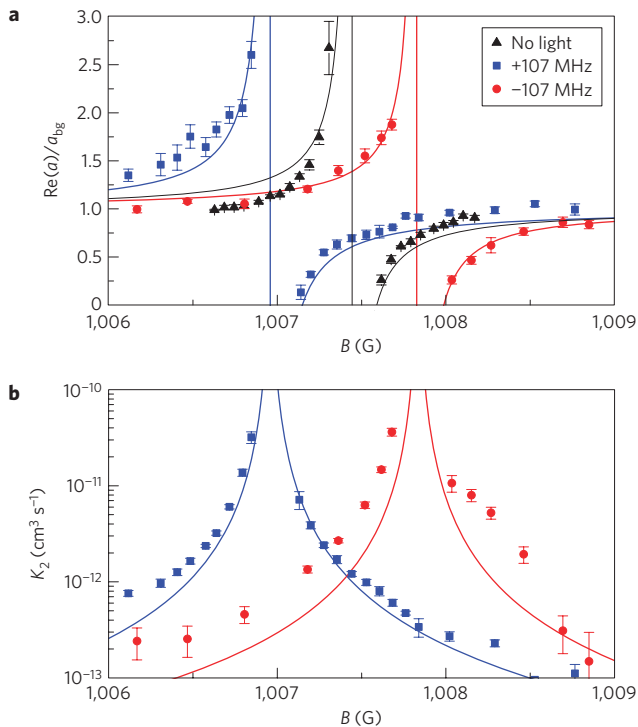 a
3.0
2.5
2.0
1.5
1.0
0.5
0
Re(a)/a_bg
No light
+107 MHz
−107 MHz
1,006
1,007
1,008
1,009
B (G)
b
10⁻¹⁰
10⁻¹¹
10⁻¹²
10⁻¹³
K₂ (cm³ s⁻¹)
1,006
1,007
1,008
1,009
B (G)